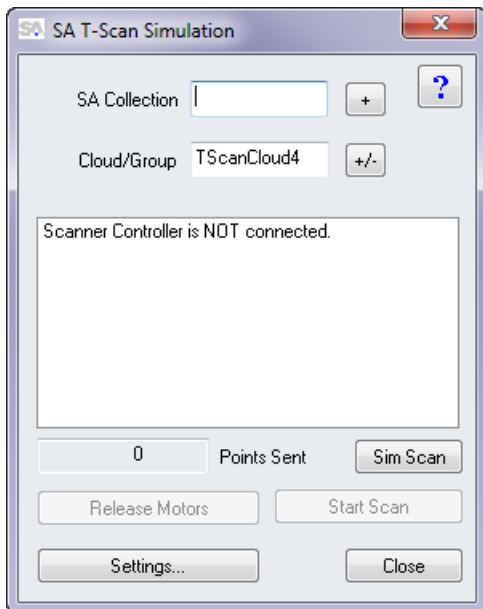 SA SA T-Scan Simulation X
?
SA Collection +
Cloud/Group TScanCloud4 +/-
Scanner Controller is NOT connected.
0 Points Sent Sim Scan
Release Motors Start Scan
Settings... Close